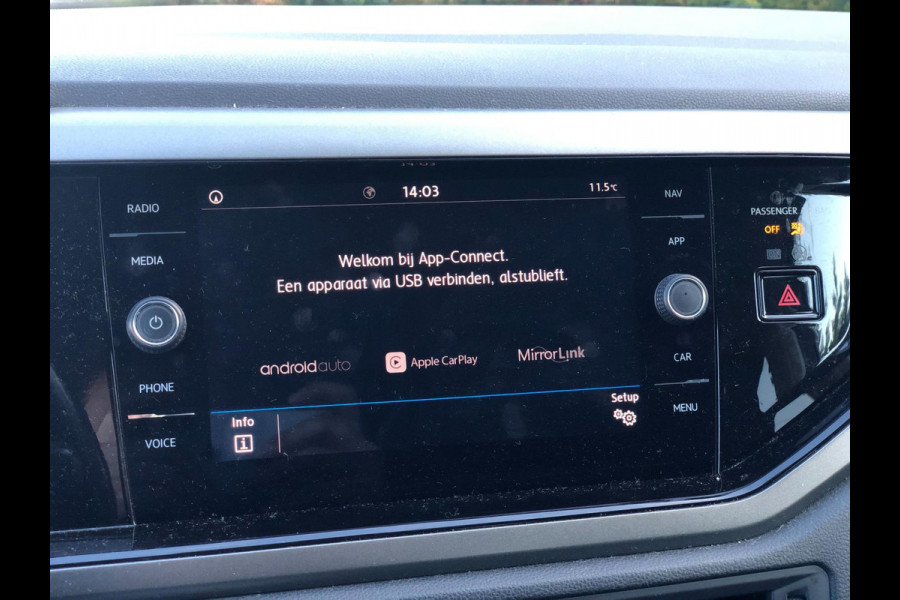 RADIO
MEDIA
PHONE
VOICE
14:03
11.5°C
Welkom bij App-Connect.
Een apparaat via USB verbinden, alstublieft.
androidauto
Apple CarPlay
MirrorLink
Info
i
Setup
NAV
APP
CAR
MENU
PASSENGER
OFF